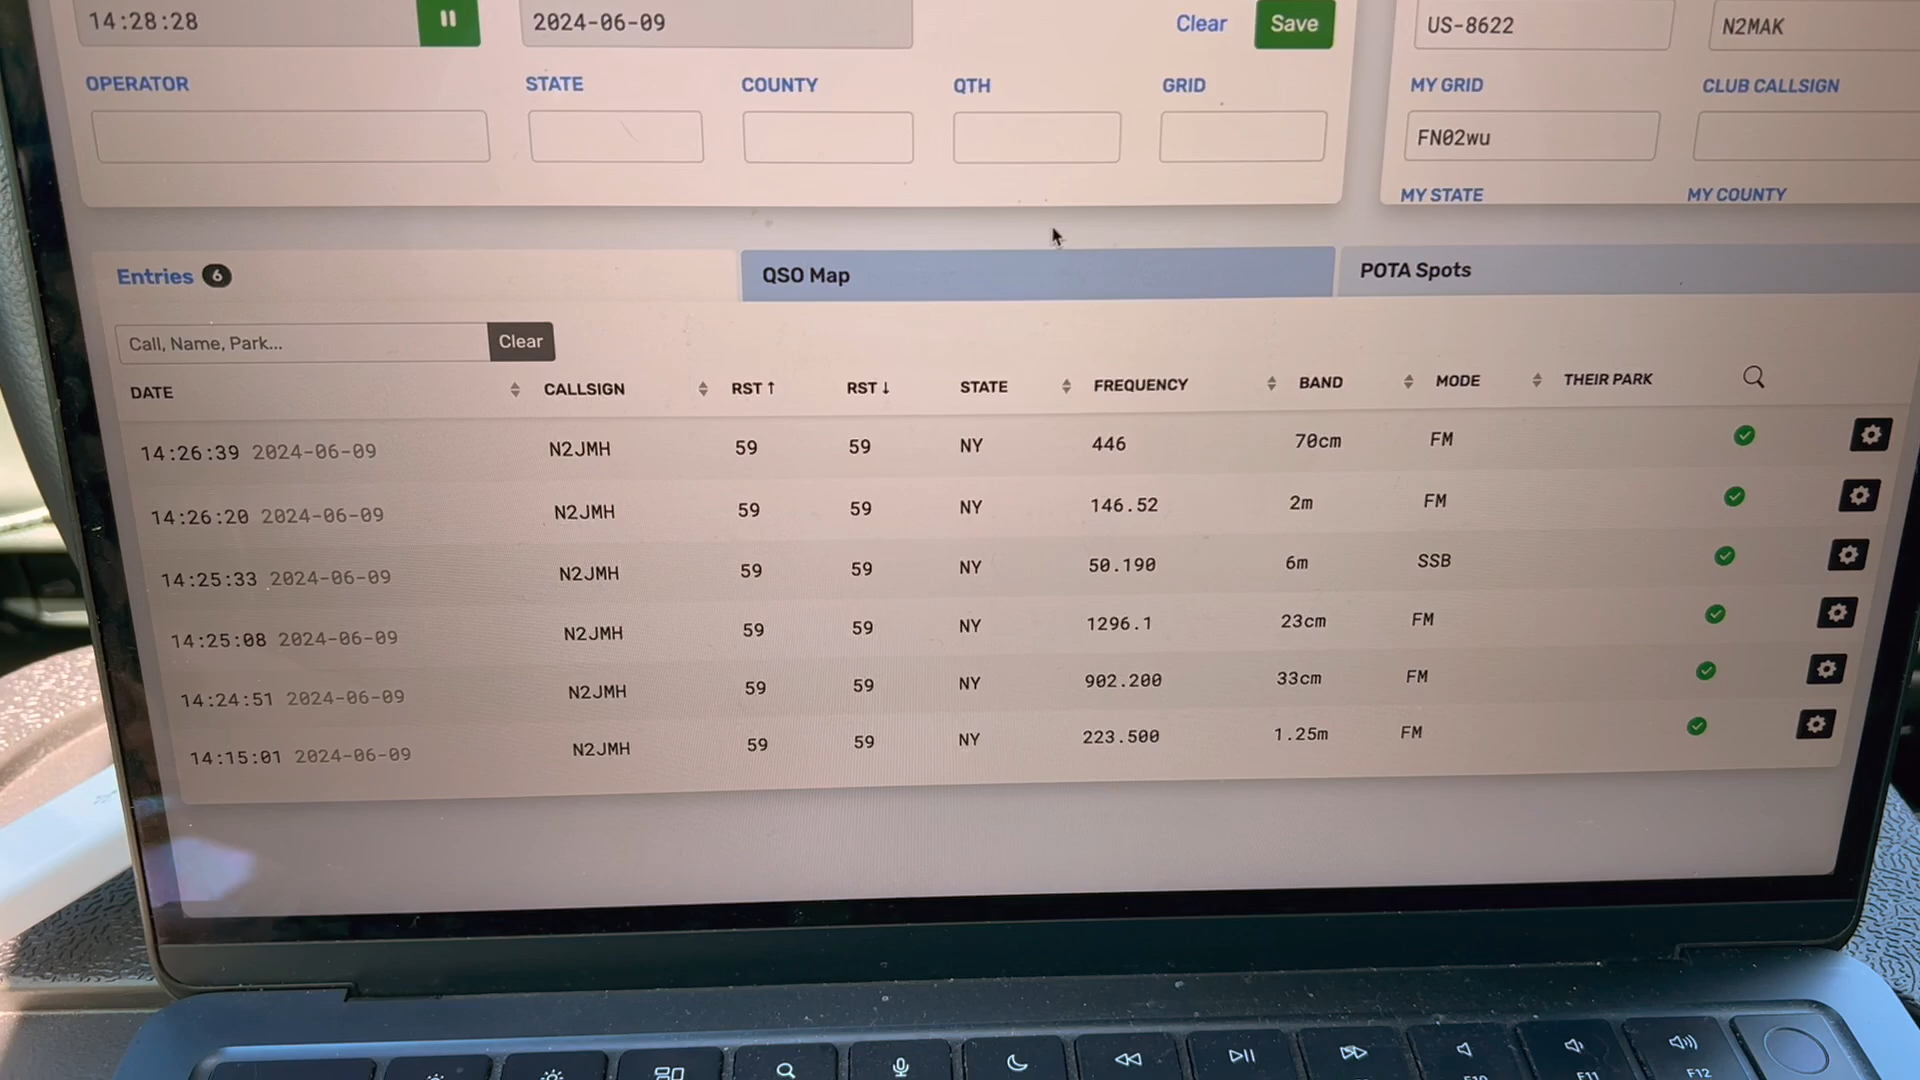 14:28:28
2024-06-09
Clear
Save
US-8622
N2MAK
OPERATOR
STATE
COUNTY
QTH
GRID
MY GRID
CLUB CALLSIGN
FN02wu
MY STATE
MY COUNTY
Entries 6
QSO Map
POTA Spots
Call, Name, Park...
Clear
DATE CALLSIGN RST↑ RST↓ STATE FREQUENCY BAND MODE THEIR PARK
14:26:39 2024-06-09 N2JMH 59 59 NY 446 70cm FM
14:26:20 2024-06-09 N2JMH 59 59 NY 146.52 2m FM
14:25:33 2024-06-09 N2JMH 59 59 NY 50.190 6m SSB
14:25:08 2024-06-09 N2JMH 59 59 NY 1296.1 23cm FM
14:24:51 2024-06-09 N2JMH 59 59 NY 902.200 33cm FM
14:15:01 2024-06-09 N2JMH 59 59 NY 223.500 1.25m FM
F12